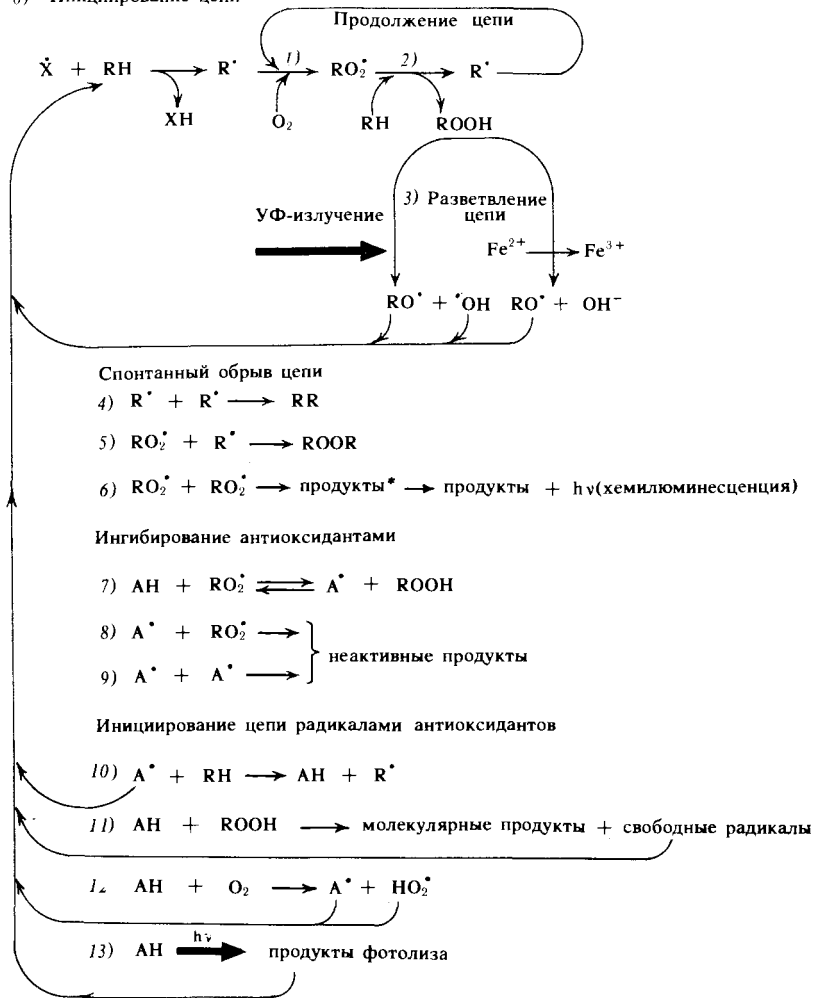 Продолжение цепи
Ẋ + RH → R• 1) → RO₂• 2) → R•
XH O₂ RH ROOH
3) Разветвление
цепи
УФ-излучение
Fe²⁺ → Fe³⁺
RO• + •OH RO• + OH⁻
Спонтанный обрыв цепи
4) R• + R• → RR
5) RO₂• + R• → ROOR
6) RO₂• + RO₂• → продукты* → продукты + hν(хемилюминесценция)
Ингибирование антиоксидантами
7) AH + RO₂• ⇄ A• + ROOH
8) A• + RO₂• →
9) A• + A• →
} неактивные продукты
Инициирование цепи радикалами антиоксидантов
10) A• + RH → AH + R•
11) AH + ROOH → молекулярные продукты + свободные радикалы
AH + O₂ → A• + HO₂•
13) AH hν → продукты фотолиза